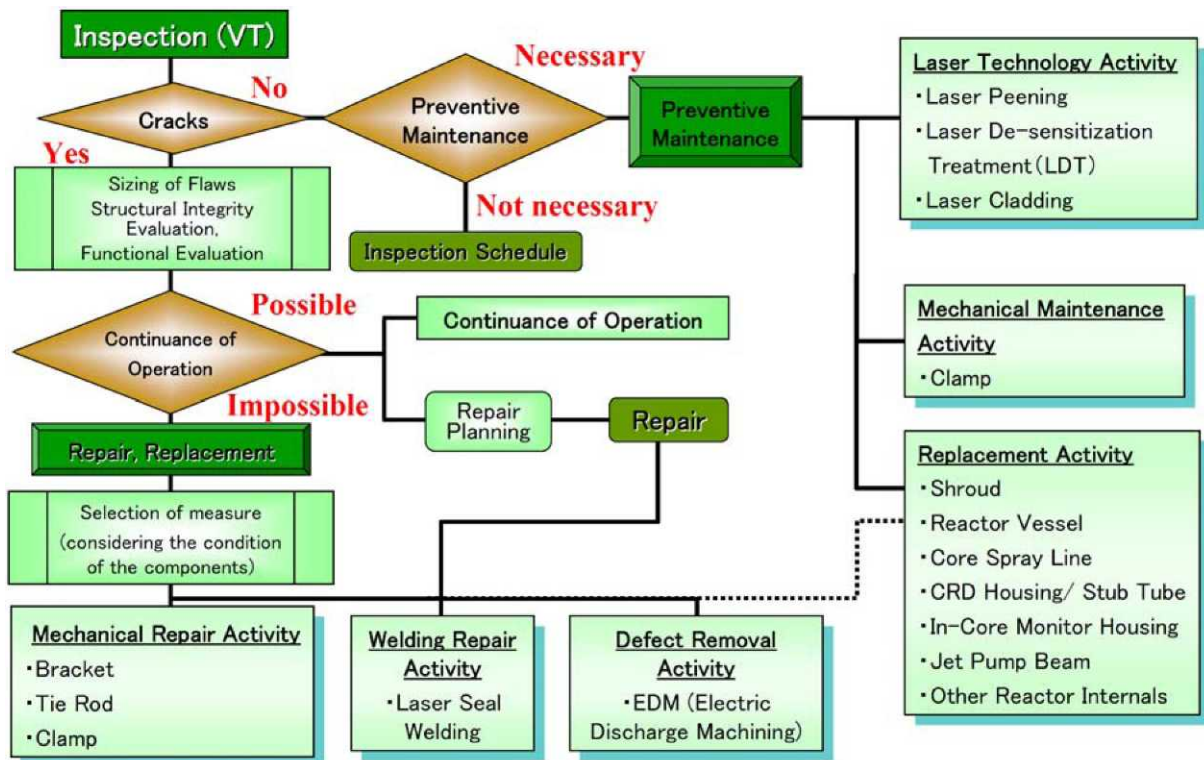 Inspection (VT)
No
Cracks
Yes
Necessary
Preventive
Maintenance
Not necessary
Inspection Schedule
Preventive
Maintenance
Sizing of Flaws
Structural Integrity
Evaluation,
Functional Evaluation
Possible
Continuance of
Operation
Impossible
Continuance of Operation
Repair
Planning
Repair
Repair, Replacement
Selection of measure
(considering the condition
of the components)
Mechanical Repair Activity
・Bracket
・Tie Rod
・Clamp
Welding Repair
Activity
・Laser Seal
Welding
Defect Removal
Activity
・EDM (Electric
Discharge Machining)
Laser Technology Activity
・Laser Peening
・Laser De-sensitization
Treatment(LDT)
・Laser Cladding
Mechanical Maintenance
Activity
・Clamp
Replacement Activity
・Shroud
・Reactor Vessel
・Core Spray Line
・CRD Housing/ Stub Tube
・In-Core Monitor Housing
・Jet Pump Beam
・Other Reactor Internals